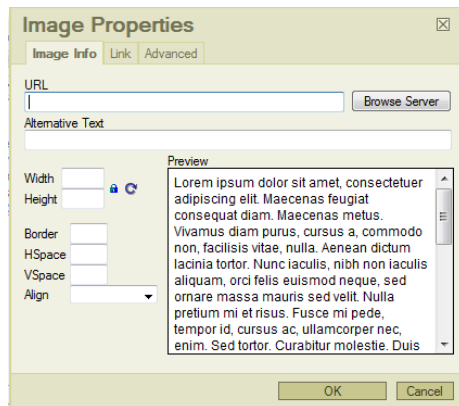 Image Properties
Image Info Link Advanced
URL
Browse Server
Alternative Text
Preview
Width
Height
Border
HSpace
VSpace
Align
Lorem ipsum dolor sit amet, consectetuer
adipiscing elit. Maecenas feugiat
consequat diam. Maecenas metus.
Vivamus diam purus, cursus a, commodo
non, facilisis vitae, nulla. Aenean dictum
lacinia tortor. Nunc iaculis, nibh non iaculis
aliquam, orci felis euismod neque, sed
ornare massa mauris sed velit. Nulla
pretium mi et risus. Fusce mi pede,
tempor id, cursus ac, ullamcorper nec,
enim. Sed tortor. Curabitur molestie. Duis
OK Cancel